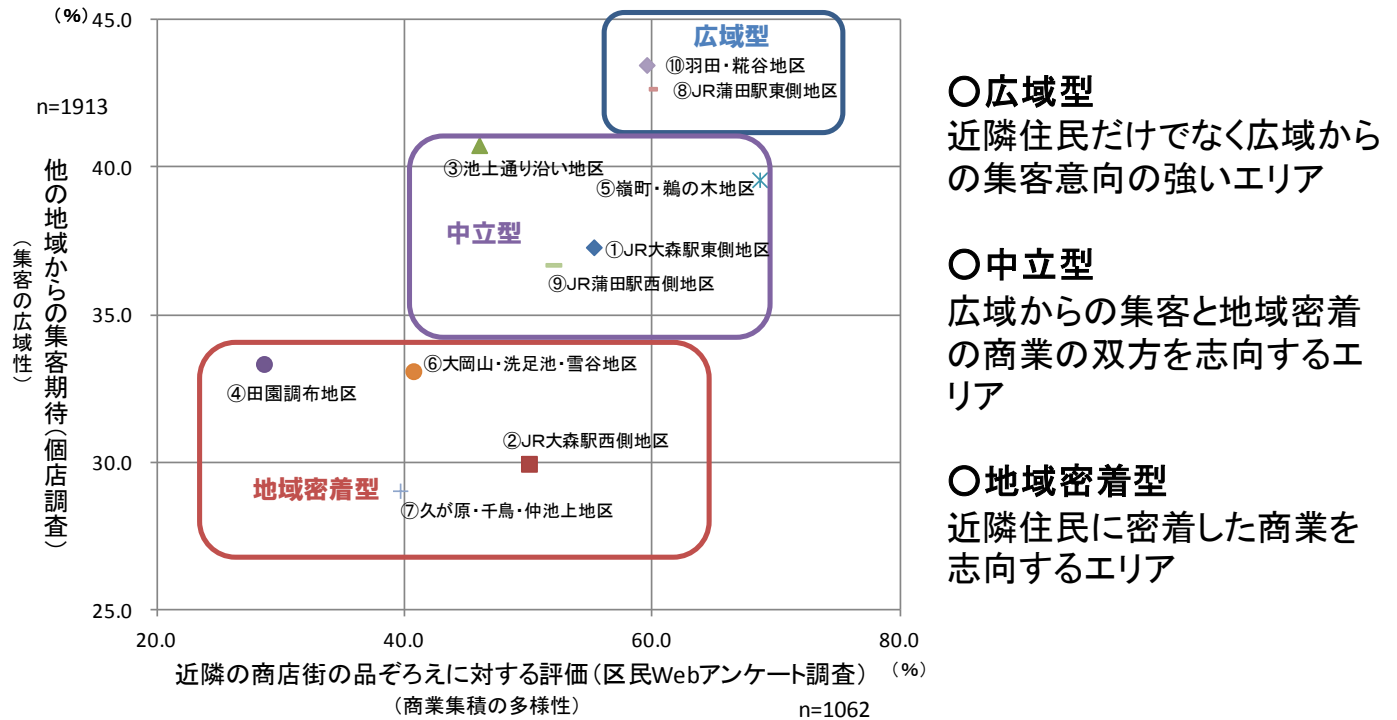 (%)
45.0
n=1913
40.0
35.0
30.0
25.0
他の地域からの集客期待(個店調査)
(集客の広域性)
広域型
⑩羽田・糀谷地区
⑧JR蒲田駅東側地区
③池上通り沿い地区
⑤嶺町・鵜の木地区
中立型
①JR大森駅東側地区
⑨JR蒲田駅西側地区
⑥大岡山・洗足池・雪谷地区
④田園調布地区
②JR大森駅西側地区
地域密着型
⑦久が原・千鳥・仲池上地区
20.0 40.0 60.0 80.0
近隣の商店街の品ぞろえに対する評価(区民Webアンケート調査) (%)
(商業集積の多様性)
n=1062
〇広域型
近隣住民だけでなく広域から
の集客意向の強いエリア
〇中立型
広域からの集客と地域密着
の商業の双方を志向するエ
リア
〇地域密着型
近隣住民に密着した商業を
志向するエリア